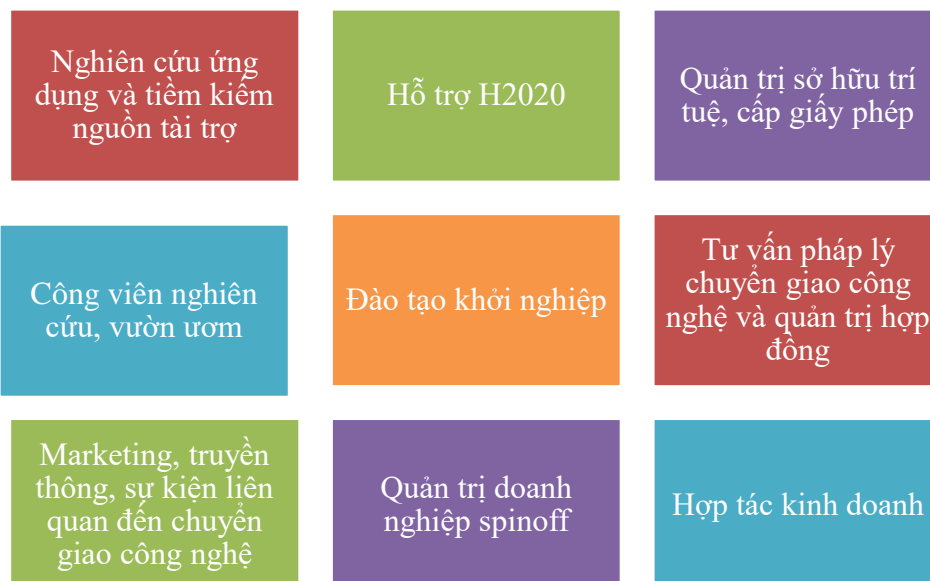 Nghiên cứu ứng
dụng và tiềm kiếm
nguồn tài trợ
Hỗ trợ H2020
Quản trị sở hữu trí
tuệ, cấp giấy phép
Công viên nghiên
cứu, vườn ươm
Đào tạo khởi nghiệp
Tư vấn pháp lý
chuyển giao công
nghệ và quản trị hợp
đồng
Marketing, truyền
thông, sự kiện liên
quan đến chuyển
giao công nghệ
Quản trị doanh
nghiệp spinoff
Hợp tác kinh doanh